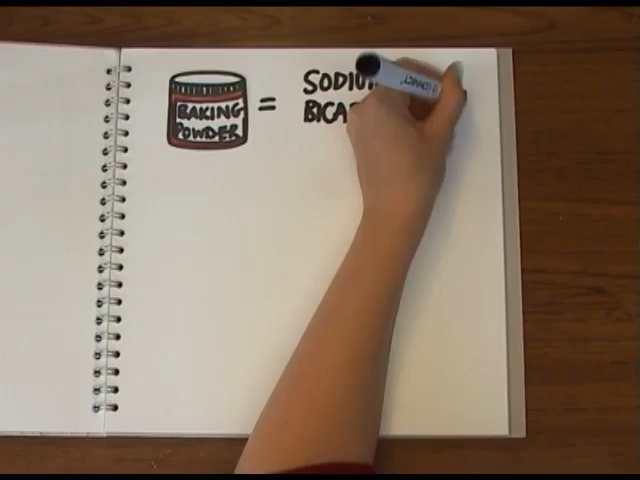 BAKING
POWDER
=
SODIU
BICA